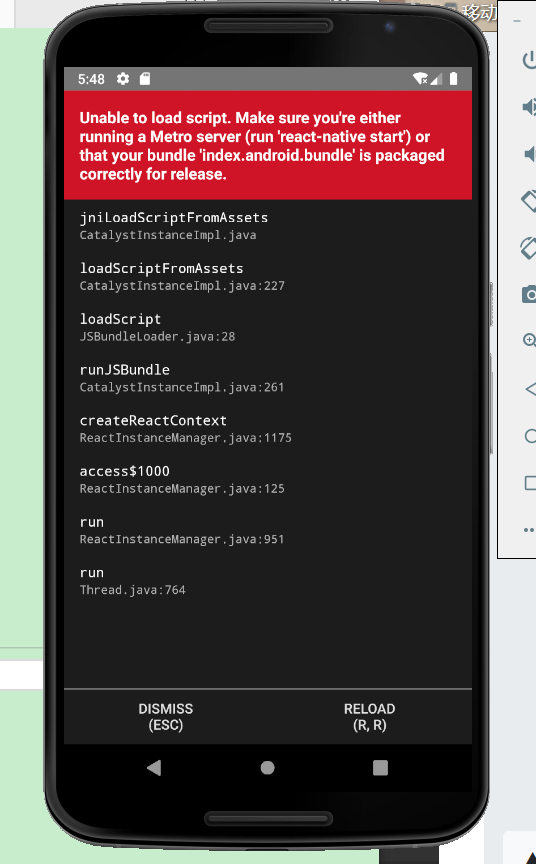 移动
5:48
Unable to load script. Make sure you're either
running a Metro server (run 'react-native start') or
that your bundle 'index.android.bundle' is packaged
correctly for release.
jniLoadScriptFromAssets
CatalystInstanceImpl.java
loadScriptFromAssets
CatalystInstanceImpl.java:227
loadScript
JSBundleLoader.java:28
runJSBundle
CatalystInstanceImpl.java:261
createReactContext
ReactInstanceManager.java:1175
access$1000
ReactInstanceManager.java:125
run
ReactInstanceManager.java:951
run
Thread.java:764
DISMISS
(ESC)
RELOAD
(R, R)